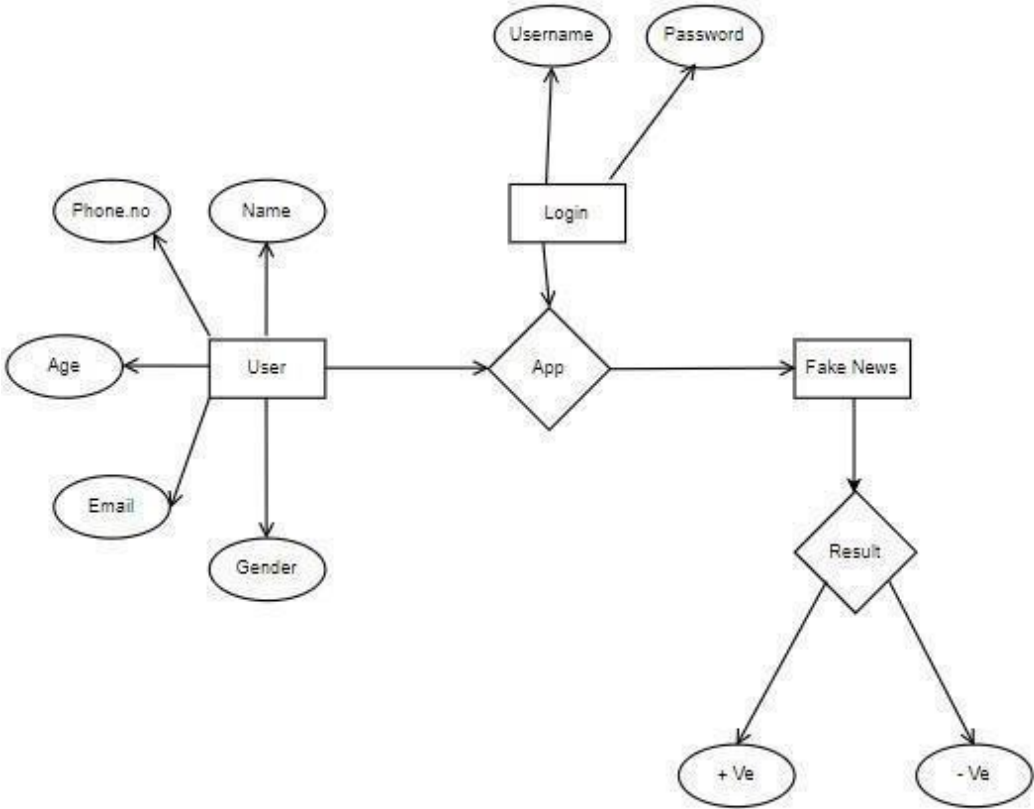 Username
Password
Phone.no
Name
Login
Age
User
App
Fake News
Email
Gender
Result
+ Ve
- Ve